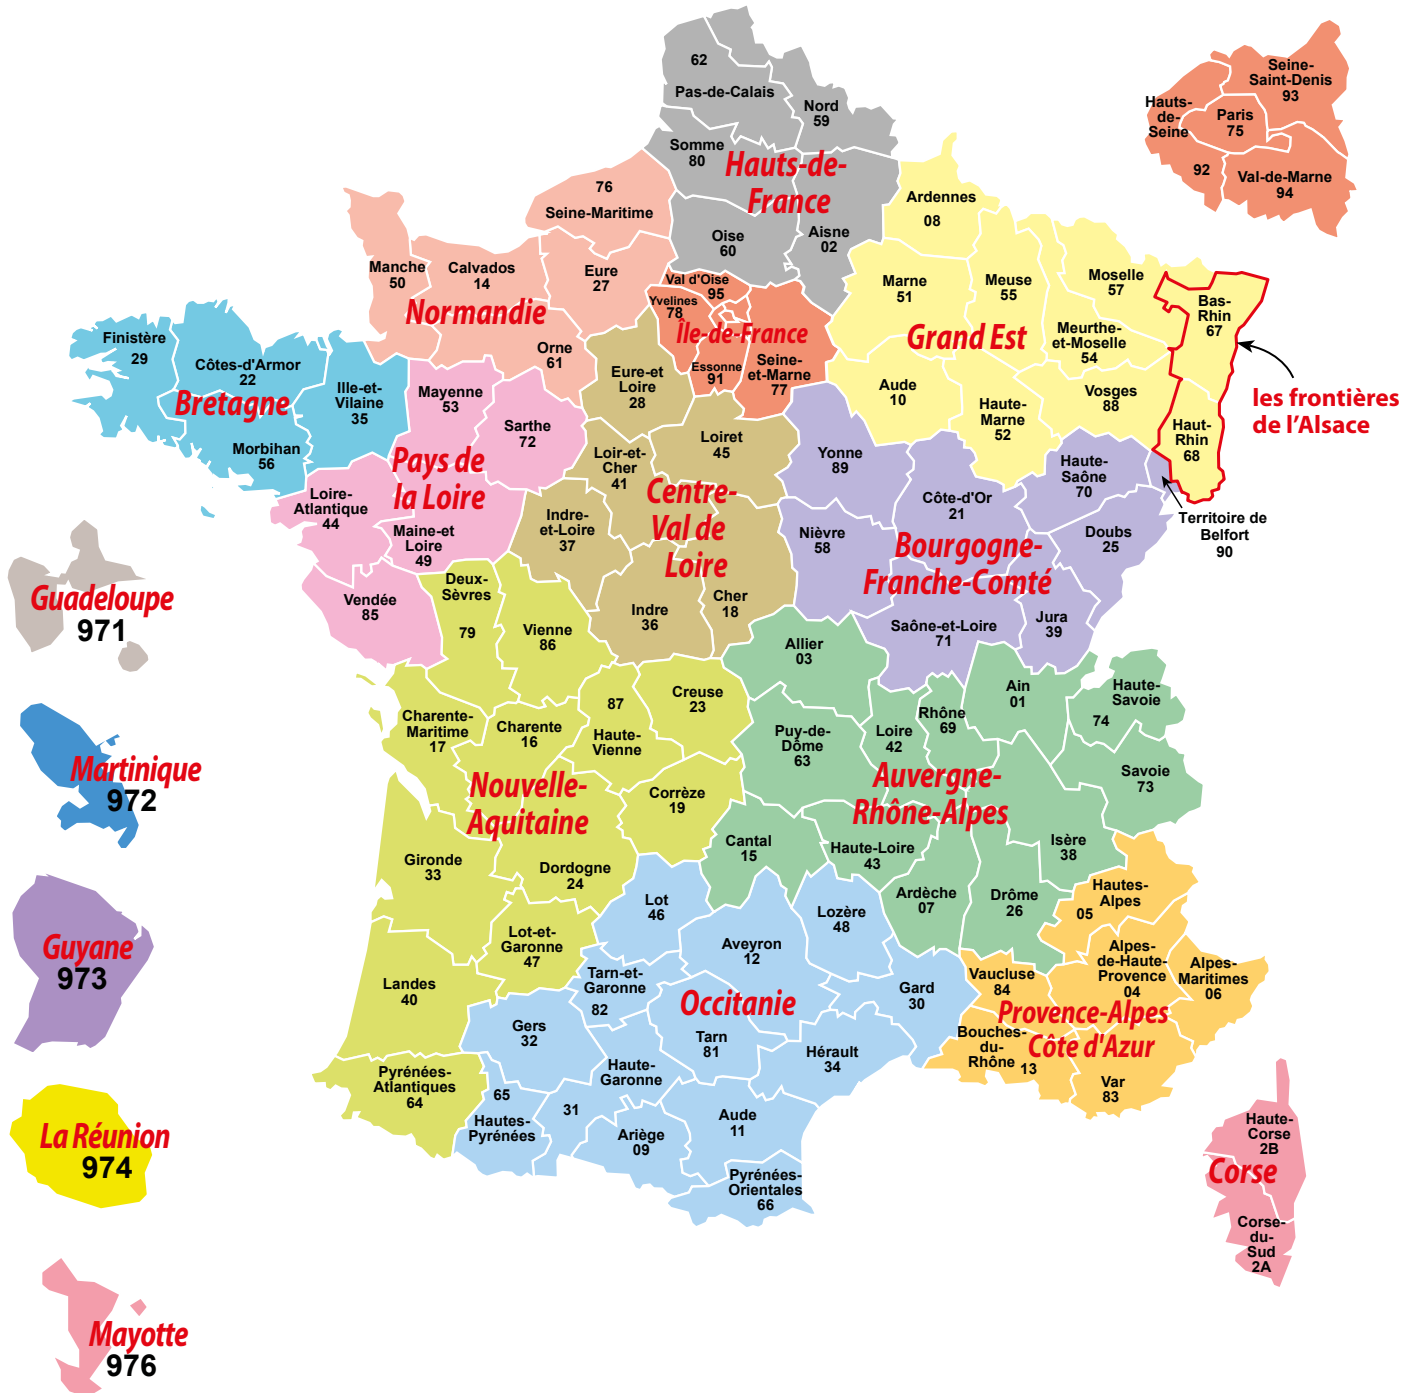 62
Pas-de-Calais
Nord
59
Somme
80
Hauts-de-
France
Oise
60
Aisne
02
Seine-
Saint-Denis
93
Hauts-
de-
Seine
Paris
75
92
Val-de-Marne
94
76
Seine-Maritime
Manche
50
Calvados
14
Eure
27
Normandie
Orne
61
Val d'Oise
95
Yvelines
78
Île-de-France
Essonne
91
Seine-
et-Marne
77
Ardennes
08
Marne
51
Meuse
55
Moselle
57
Bas-
Rhin
67
Meurthe-
et-Moselle
54
Grand Est
Aude
10
Haute-
Marne
52
Vosges
88
Haut-
Rhin
68
les frontières
de l’Alsace
Territoire de
Belfort
90
Finistère
29
Côtes-d'Armor
22
Ille-et-
Vilaine
35
Bretagne
Morbihan
56
Mayenne
53
Sarthe
72
Pays de
la Loire
Loire-
Atlantique
44
Maine-et
Loire
49
Vendée
85
Eure-et
Loire
28
Loiret
45
Loir-et-
Cher
41
Centre-
Val de
Loire
Indre-
et-Loire
37
Indre
36
Cher
18
Yonne
89
Côte-d'Or
21
Haute-
Saône
70
Nièvre
58
Doubs
25
Bourgogne-
Franche-Comté
Saône-et-Loire
71
Jura
39
Deux-
Sèvres
79
Vienne
86
Charente-
Maritime
17
Charente
16
87
Haute-
Vienne
Creuse
23
Nouvelle-
Aquitaine
Corrèze
19
Gironde
33
Dordogne
24
Lot-et-
Garonne
47
Landes
40
Pyrénées-
Atlantiques
64
Allier
03
Puy-de-
Dôme
63
Loire
42
Rhône
69
Ain
01
Haute-
Savoie
74
Savoie
73
Auvergne-
Rhône-Alpes
Cantal
15
Haute-Loire
43
Isère
38
Ardèche
07
Drôme
26
Lot
46
Aveyron
12
Lozère
48
Tarn-et-
Garonne
82
Occitanie
Gard
30
Gers
32
Tarn
81
Hérault
34
Haute-
Garonne
31
65
Hautes-
Pyrénées
Ariège
09
Aude
11
Pyrénées-
Orientales
66
Hautes-
Alpes
05
Alpes-
de-Haute-
Provence
04
Alpes-
Maritimes
06
Vaucluse
84
Provence-Alpes
Côte d'Azur
Bouches-
du-
Rhône 13
Var
83
Haute-
Corse
2B
Corse
Corse-
du-
Sud
2A
Guadeloupe
971
Martinique
972
Guyane
973
La Réunion
974
Mayotte
976